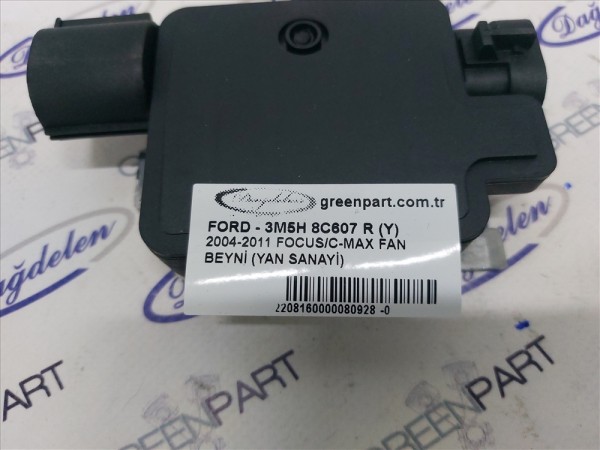 Dağdelen
Dağdelen greenpart.com.tr
FORD - 3M5H 8C607 R (Y)
2004-2011 FOCUS/C-MAX FAN
BEYNİ (YAN SANAYİ)
2208160000080928 -0
GREENPART
Dağdelen
GREENPART
GREENPART